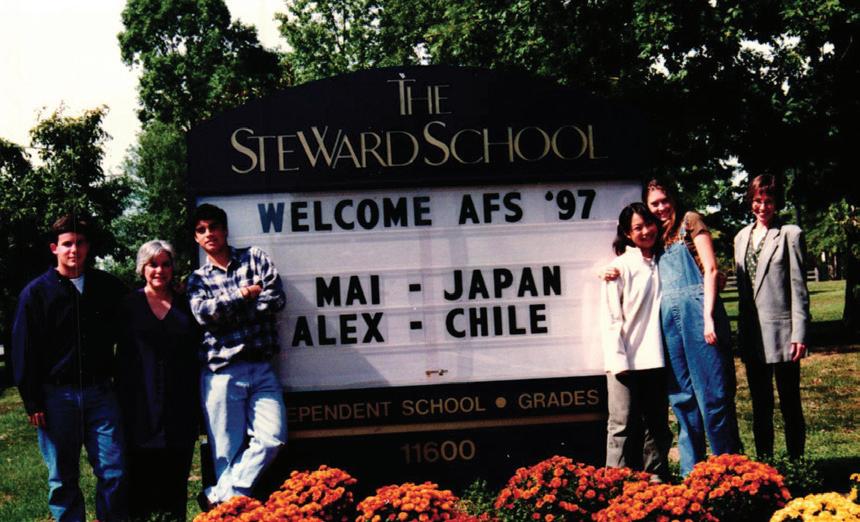 THE
STEWARD SCHOOL
WELCOME AFS '97
MAI - JAPAN
ALEX - CHILE
EPENDENT SCHOOL • GRADES
11600